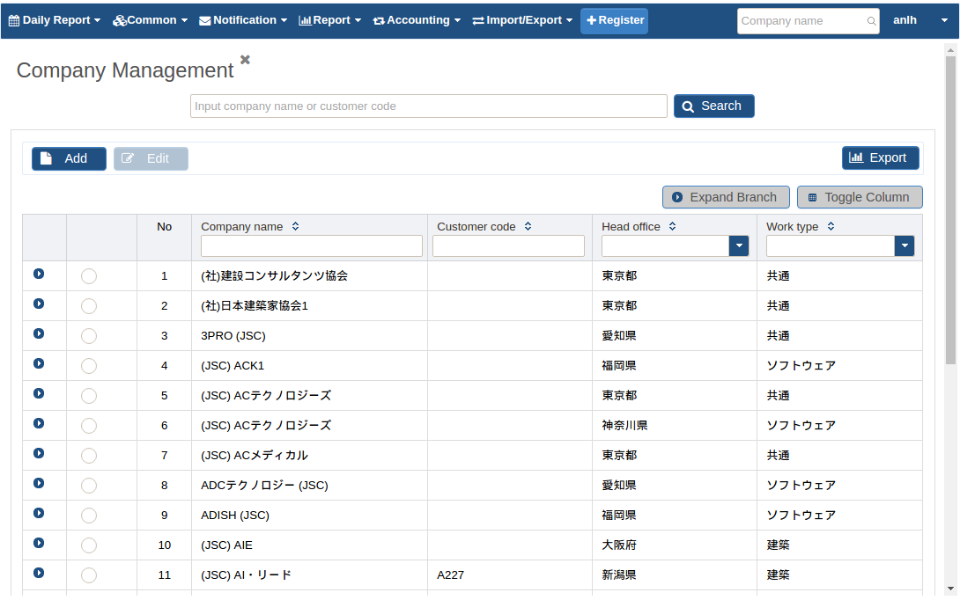 Daily Report Common Notification Report Accounting Import/Export Register Company name anlh
Company Management
Input company name or customer code Search
Add Edit Export
Expand Branch Toggle Column
No Company name Customer code Head office Work type
1 (社)建設コンサルタンツ協会 東京都 共通
2 (社)日本建築家協会1 東京都 共通
3 3PRO (JSC) 愛知県 共通
4 (JSC) ACK1 福岡県 ソフトウェア
5 (JSC) ACテクノロジーズ 東京都 共通
6 (JSC) ACテクノロジーズ 神奈川県 ソフトウェア
7 (JSC) ACメディカル 東京都 共通
8 ADCテクノロジー (JSC) 愛知県 ソフトウェア
9 ADISH (JSC) 福岡県 ソフトウェア
10 (JSC) AIE 大阪府 建築
11 (JSC) AI・リード A227 新潟県 建築